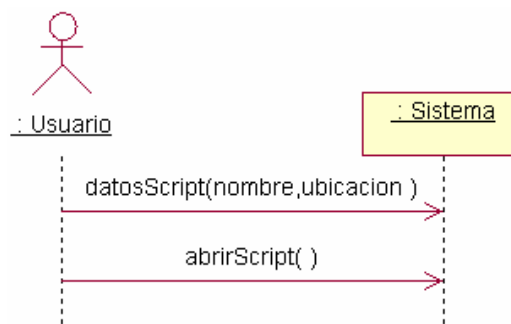 : Usuario
: Sistema
datosScript(nombre,ubicacion )
abrirScript( )